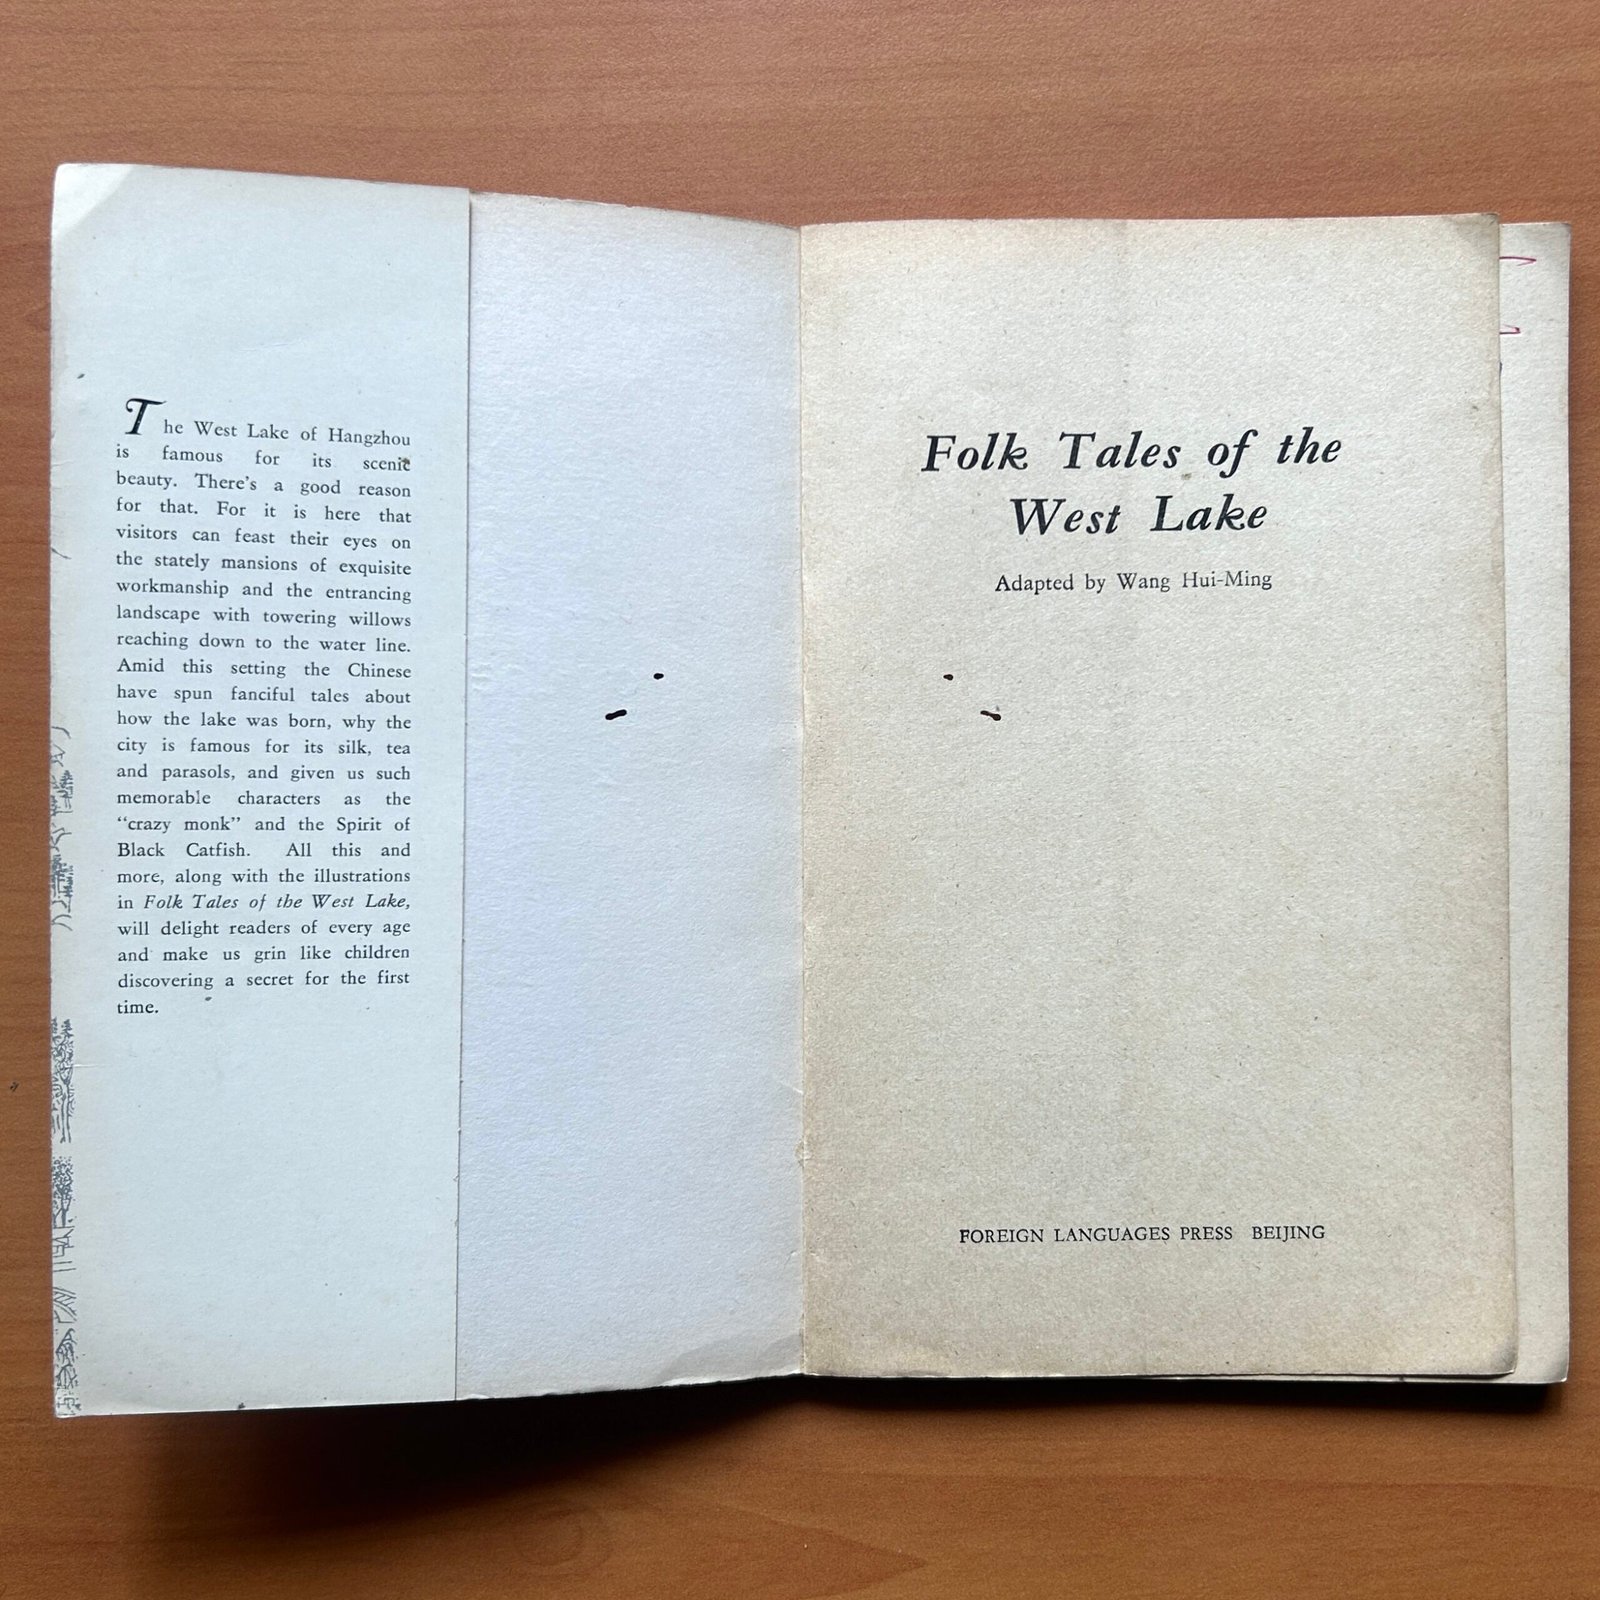 The West Lake of Hangzhou
is famous for its scenic
beauty. There's a good reason
for that. For it is here that
visitors can feast their eyes on
the stately mansions of exquisite
workmanship and the entrancing
landscape with towering willows
reaching down to the water line.
Amid this setting the Chinese
have spun fanciful tales about
how the lake was born, why the
city is famous for its silk, tea
and parasols, and given us such
memorable characters as the
“crazy monk” and the Spirit of
Black Catfish. All this and
more, along with the illustrations
in Folk Tales of the West Lake,
will delight readers of every age
and make us grin like children
discovering a secret for the first
time.
Folk Tales of the
West Lake
Adapted by Wang Hui-Ming
FOREIGN LANGUAGES PRESS BEIJING